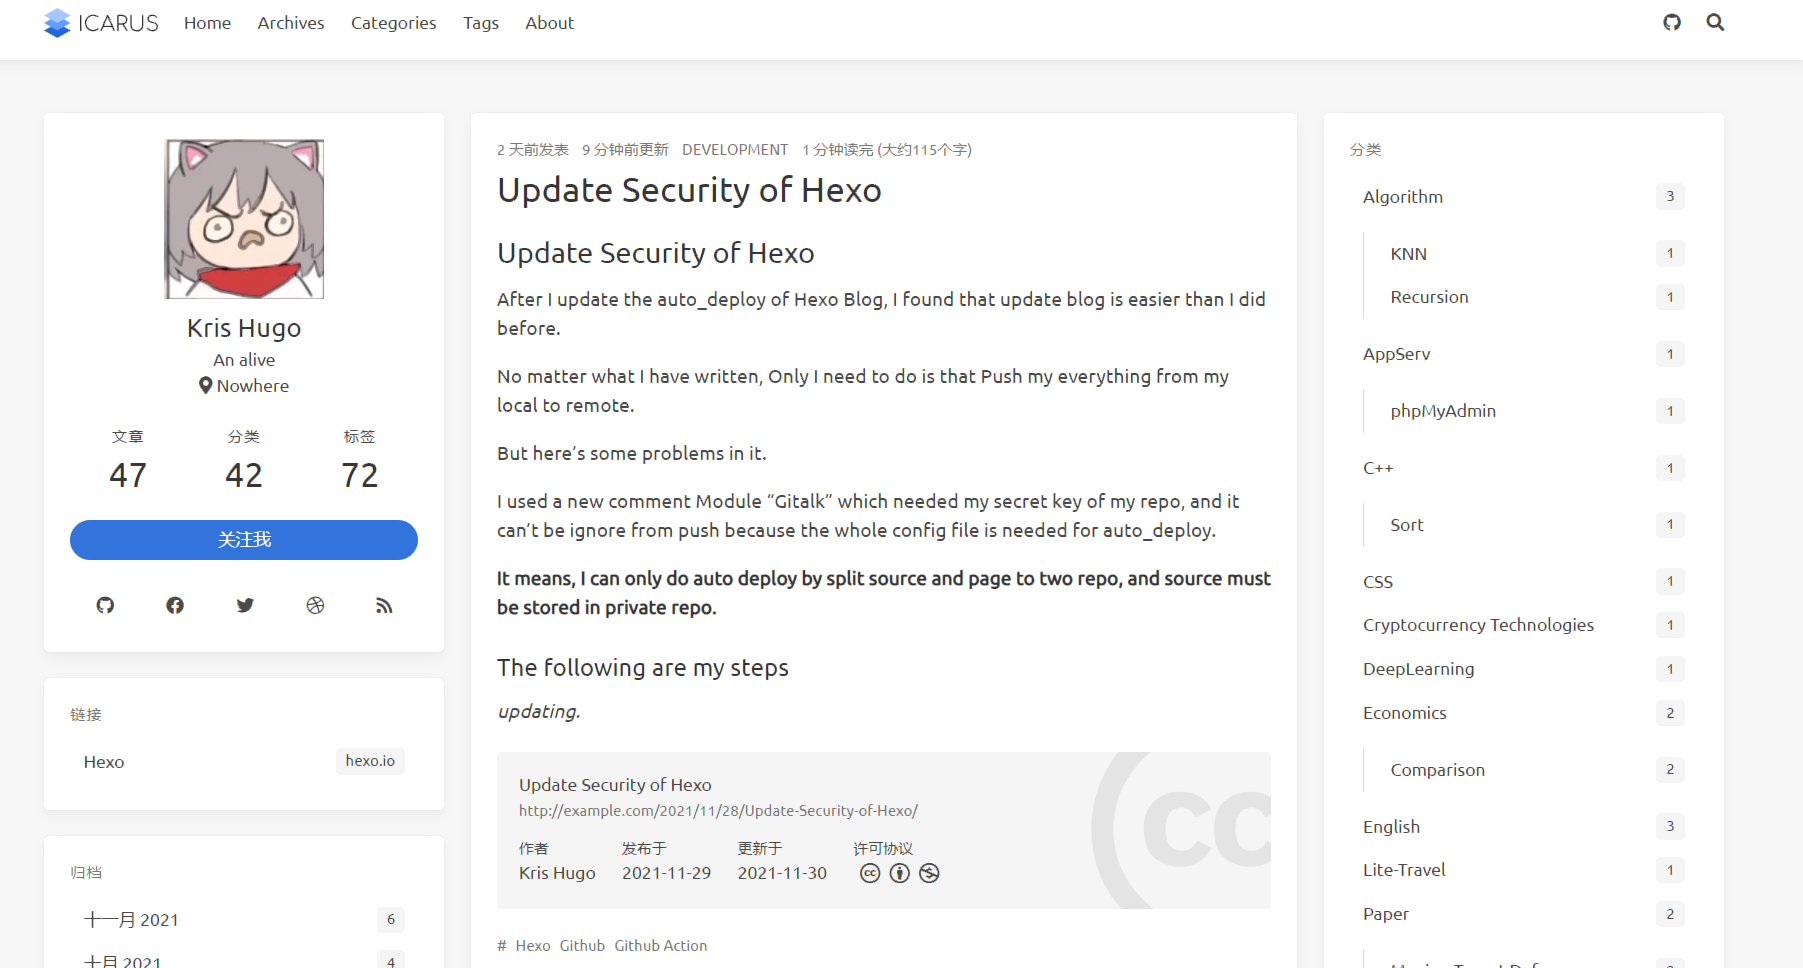 ICARUS Home Archives Categories Tags About
Kris Hugo
An alive
Nowhere
文章 分类 标签
47 42 72
关注我
链接
Hexo hexo.io
归档
十一月 2021 6
十月 2021 4
2 天前发表 9 分钟前更新 DEVELOPMENT 1 分钟读完 (大约115个字)
Update Security of Hexo
Update Security of Hexo
After I update the auto_deploy of Hexo Blog, I found that update blog is easier than I did
before.
No matter what I have written, Only I need to do is that Push my everything from my
local to remote.
But here’s some problems in it.
I used a new comment Module “Gitalk” which needed my secret key of my repo, and it
can’t be ignore from push because the whole config file is needed for auto_deploy.
It means, I can only do auto deploy by split source and page to two repo, and source must
be stored in private repo.
The following are my steps
updating.
Update Security of Hexo
http://example.com/2021/11/28/Update-Security-of-Hexo/
作者 发布于 更新于 许可协议
Kris Hugo 2021-11-29 2021-11-30
# Hexo Github Github Action
分类
Algorithm 3
KNN 1
Recursion 1
AppServ 1
phpMyAdmin 1
C++ 1
Sort 1
CSS 1
Cryptocurrency Technologies 1
DeepLearning 1
Economics 2
Comparison 2
English 3
Lite-Travel 1
Paper 2